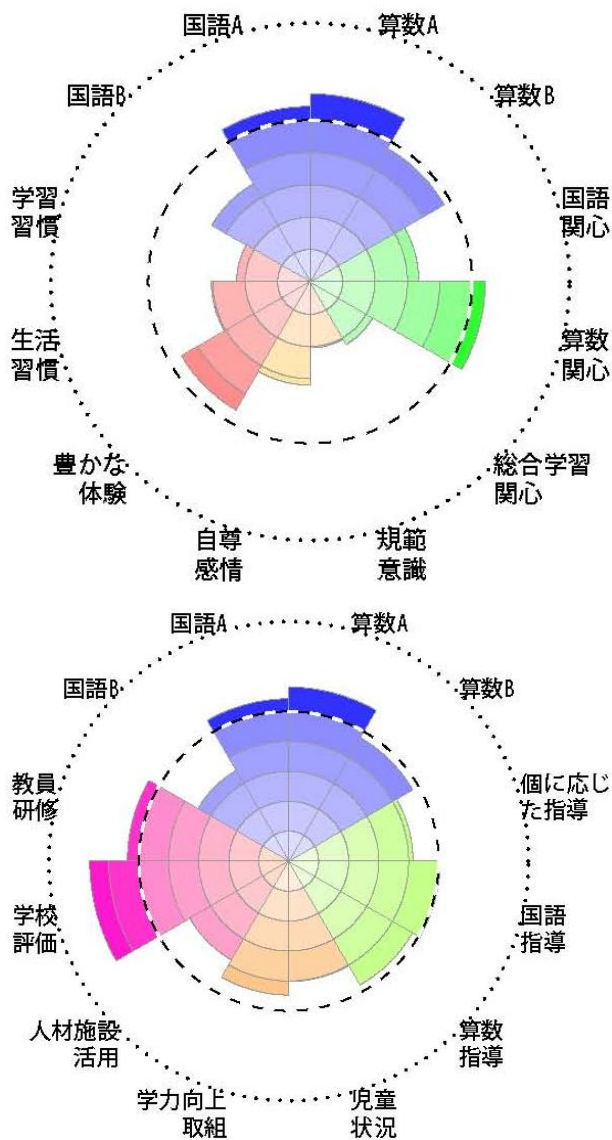 国語A
算数A
国語B
算数B
学習
習慣
国語
関心
生活
習慣
算数
関心
豊かな
体験
総合学習
関心
自尊
感情
規範
意識
国語A
算数A
国語B
算数B
教員
研修
個に応じ
た指導
学校
評価
国語
指導
人材施設
活用
算数
指導
学力向上
取組
児童
状況